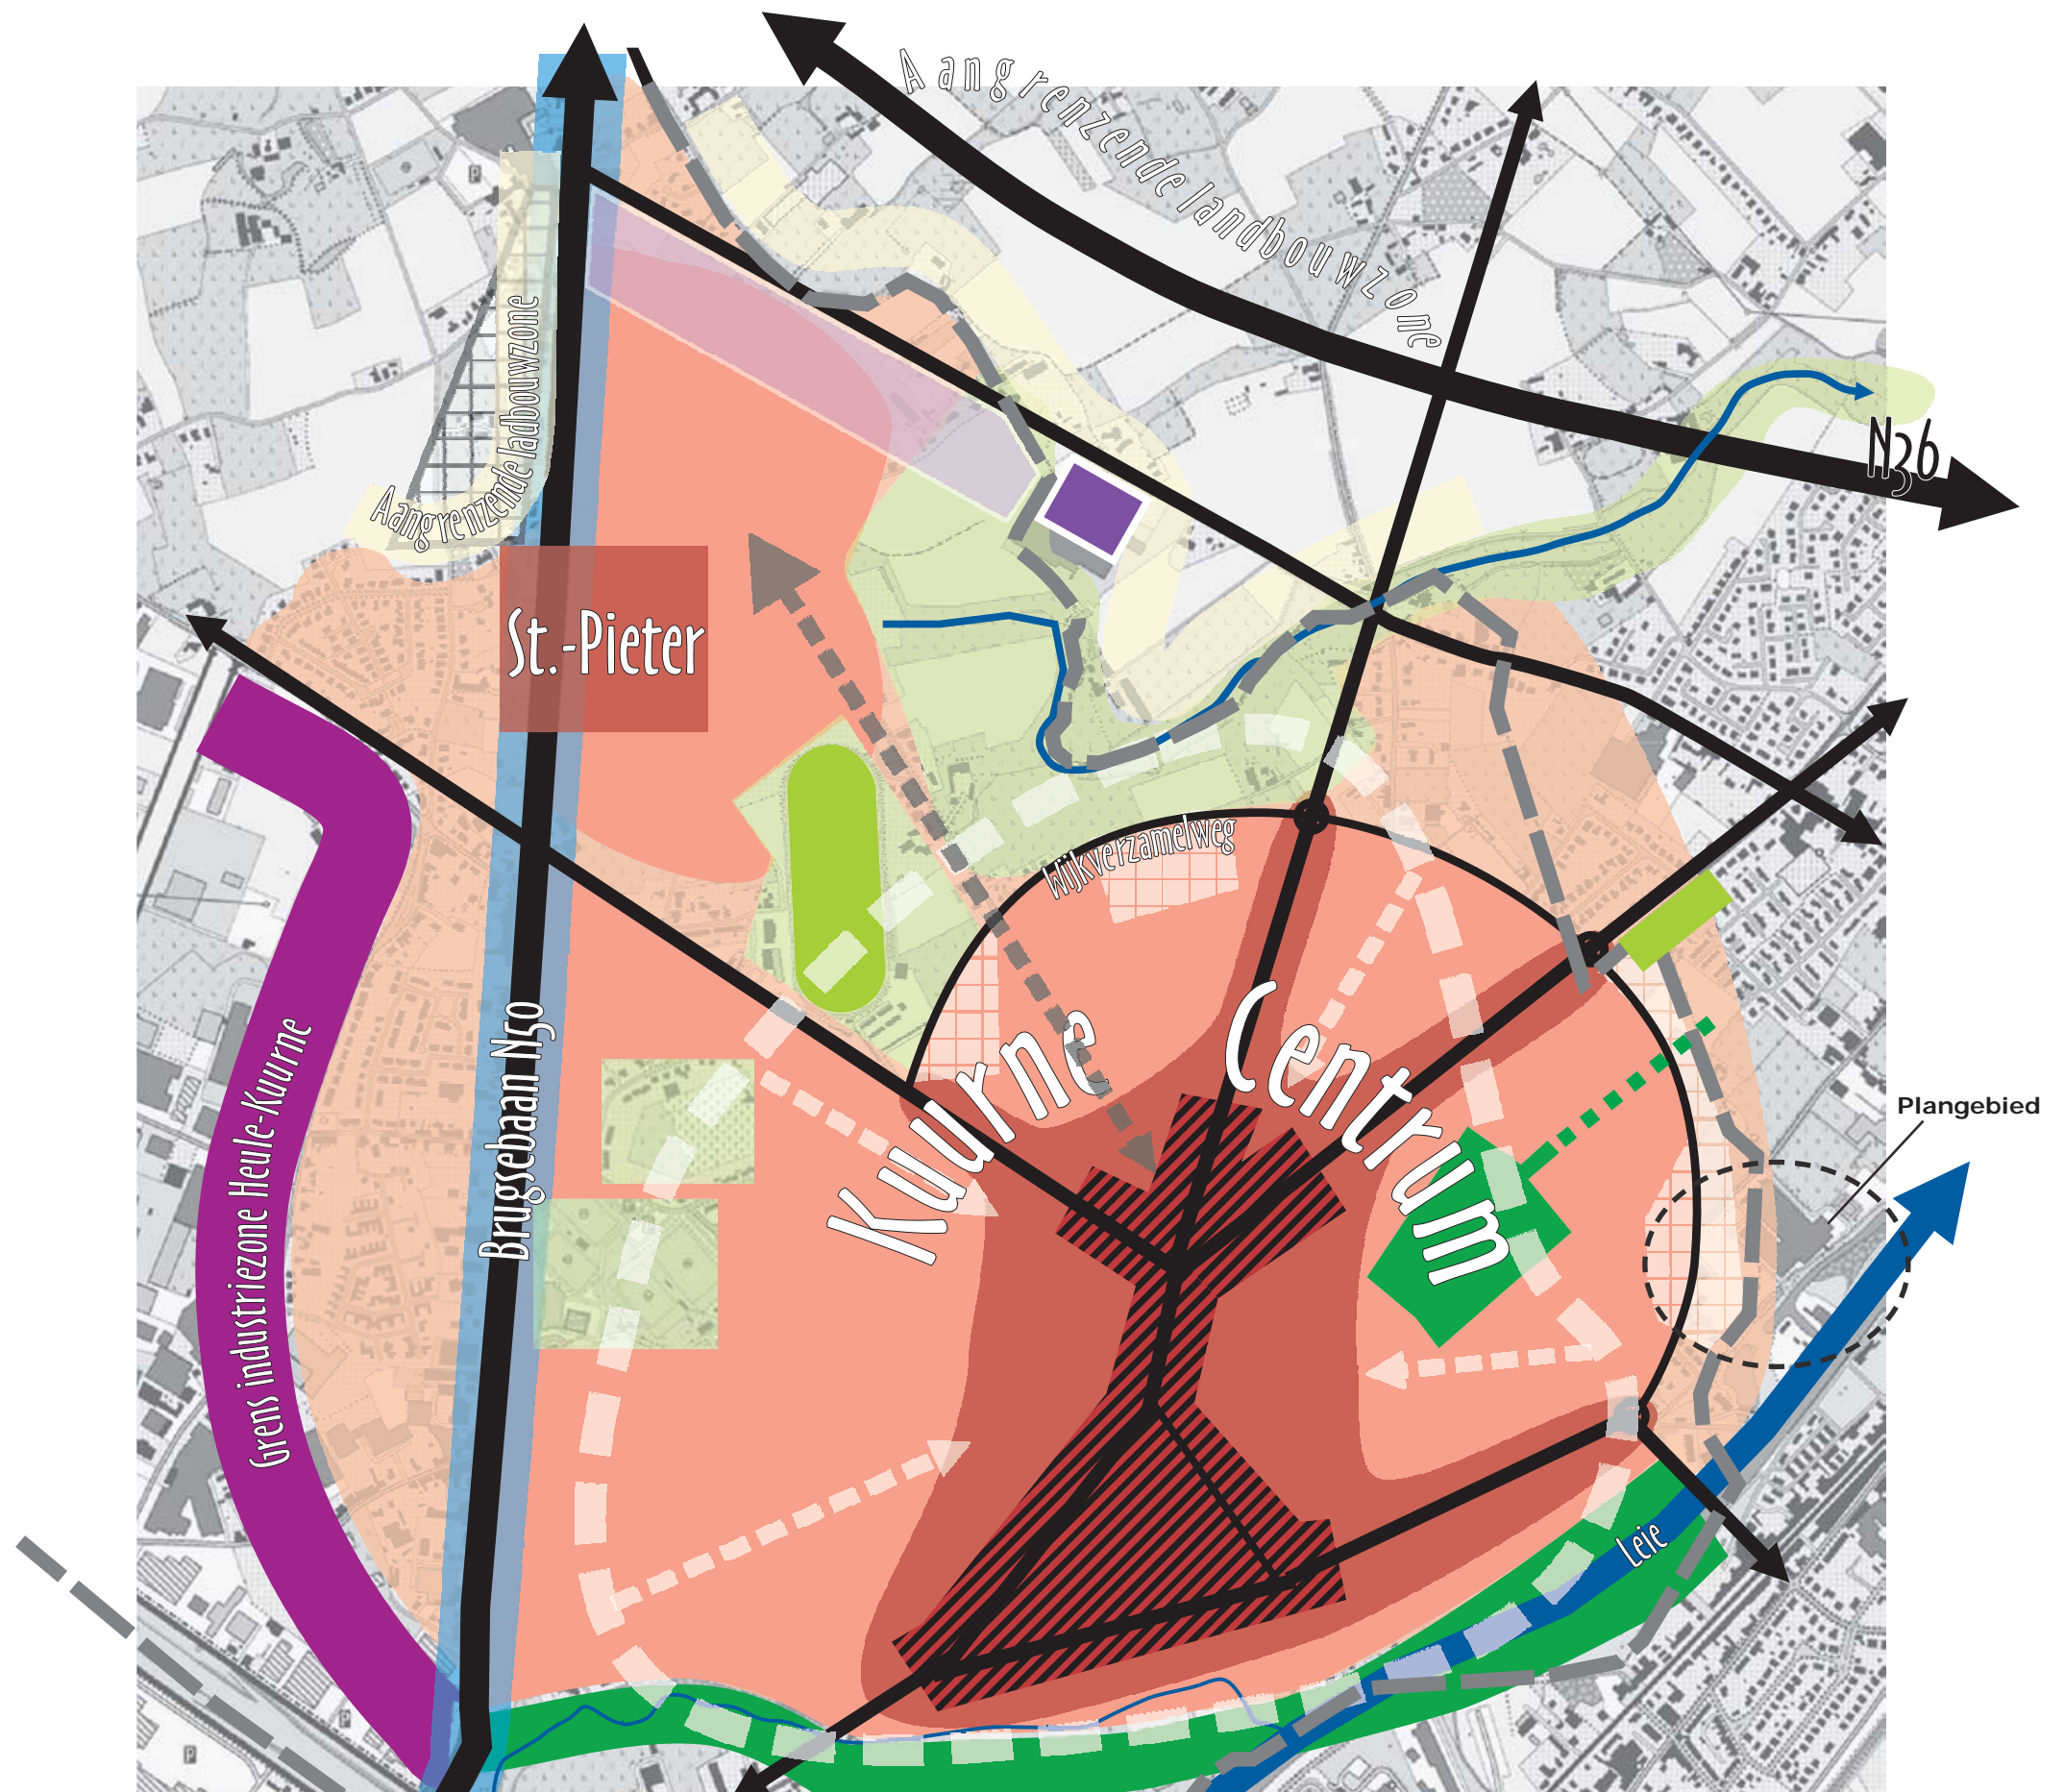 Aangrenzende landbouwzone
N36
Aangrenzende ladbouwzone
St.-Pieter
Wijkverzamelweg
Kuurne Centrum
Brugsebaan N50
Grens industriezone Heule-Kuurne
Plangebied
Leie
P
P
P